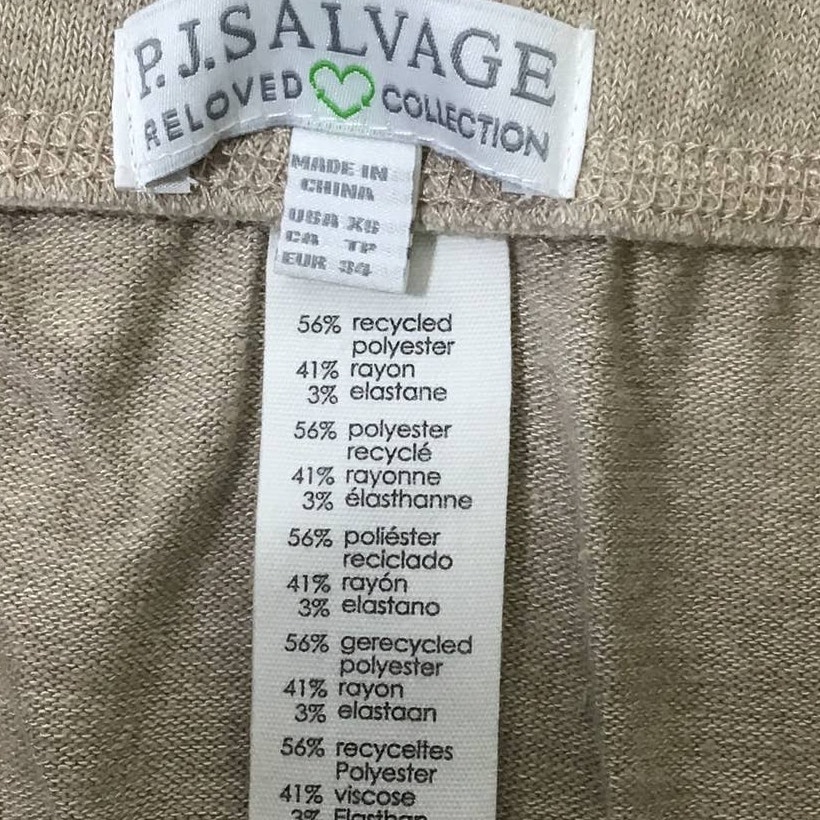 P.J.SALVAGE
RELOVED COLLECTION
MADE IN
CHINA
USA XS
CA TP
EUR 34
56% recycled
polyester
41% rayon
3% elastane
56% polyester
recyclé
41% rayonne
3% élasthanne
56% poliéster
reciclado
41% rayón
3% elastano
56% gerecycled
polyester
41% rayon
3% elastaan
56% recyceltes
Polyester
41% viscose
3% Elasthan